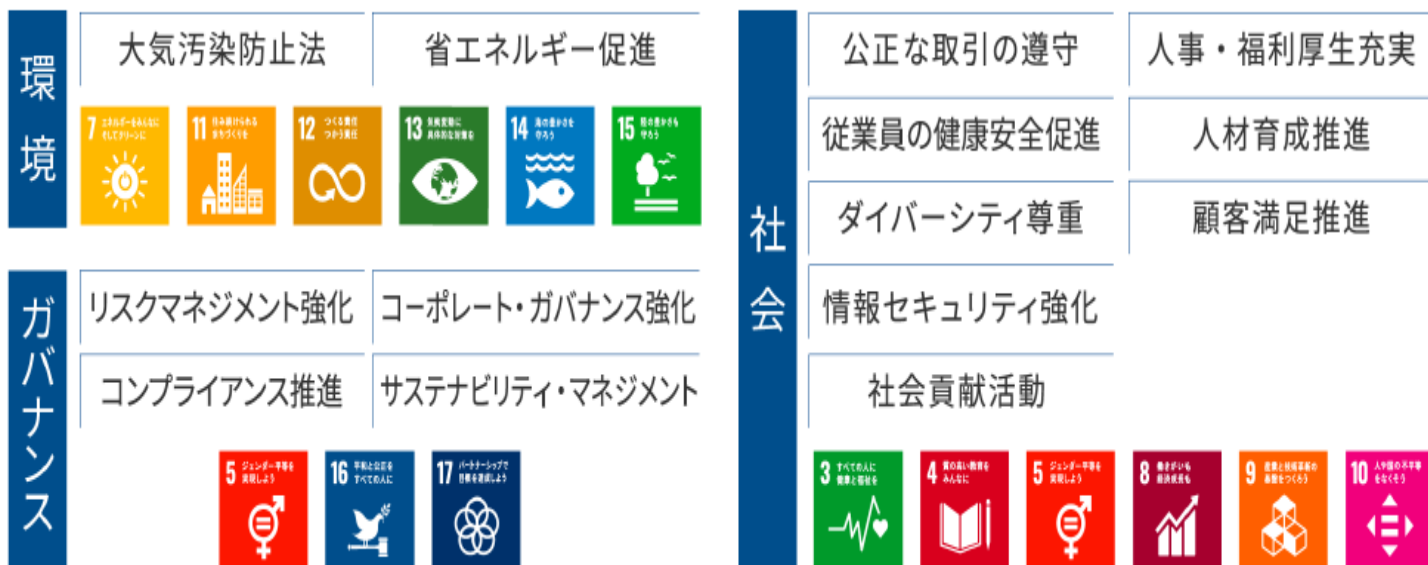 環境
大気汚染防止法
省エネルギー促進
7 エネルギーをみんなに
そしてクリーンに
11 住み続けられる
まちづくりを
12 つくる責任
つかう責任
13 気候変動に
具体的な対策を
14 海の豊かさを
守ろう
15 陸の豊かさも
守ろう
ガバナンス
リスクマネジメント強化
コーポレート・ガバナンス強化
コンプライアンス推進
サステナビリティ・マネジメント
5 ジェンダー平等を
実現しよう
16 平和と公正を
すべての人に
17 パートナーシップで
目標を達成しよう
社会
公正な取引の遵守
人事・福利厚生充実
従業員の健康安全促進
人材育成推進
ダイバーシティ尊重
顧客満足推進
情報セキュリティ強化
社会貢献活動
3 すべての人に
健康と福祉を
4 質の高い教育を
みんなに
5 ジェンダー平等を
実現しよう
8 働きがいも
経済成長も
9 産業と技術革新の
基盤をつくろう
10 人や国の不平等
をなくそう